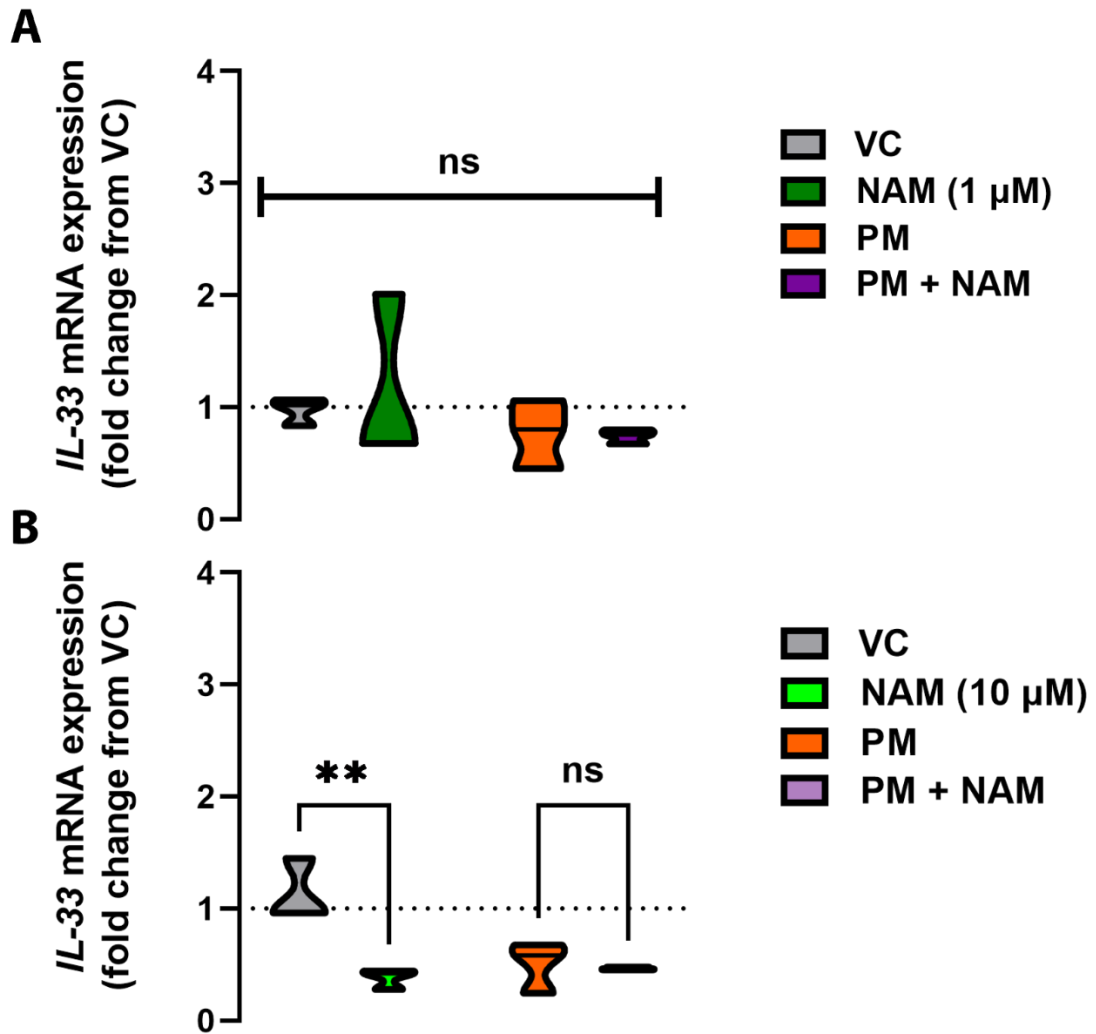 A
IL-33 mRNA expression
(fold change from VC)
4
3
2
1
0
ns
VC
NAM (1 µM)
PM
PM + NAM
B
IL-33 mRNA expression
(fold change from VC)
4
3
2
1
0
**
ns
VC
NAM (10 µM)
PM
PM + NAM